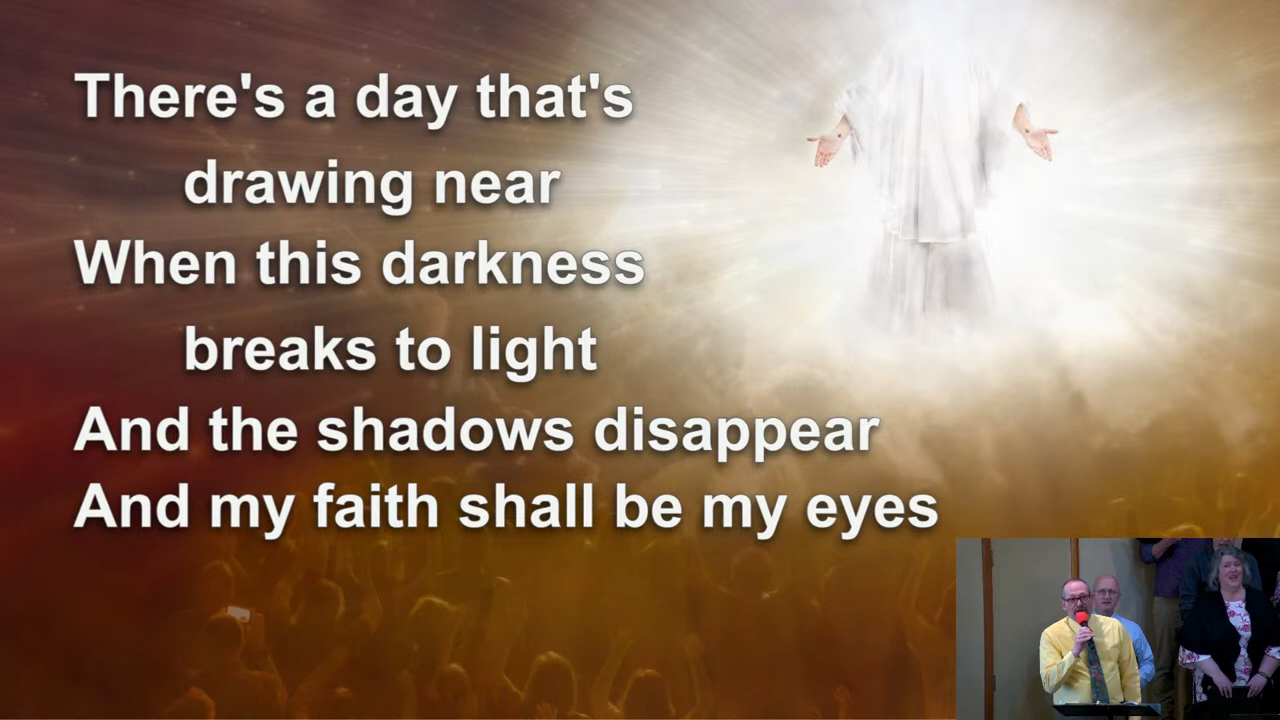 There's a day that's
drawing near
When this darkness
breaks to light
And the shadows disappear
And my faith shall be my eyes